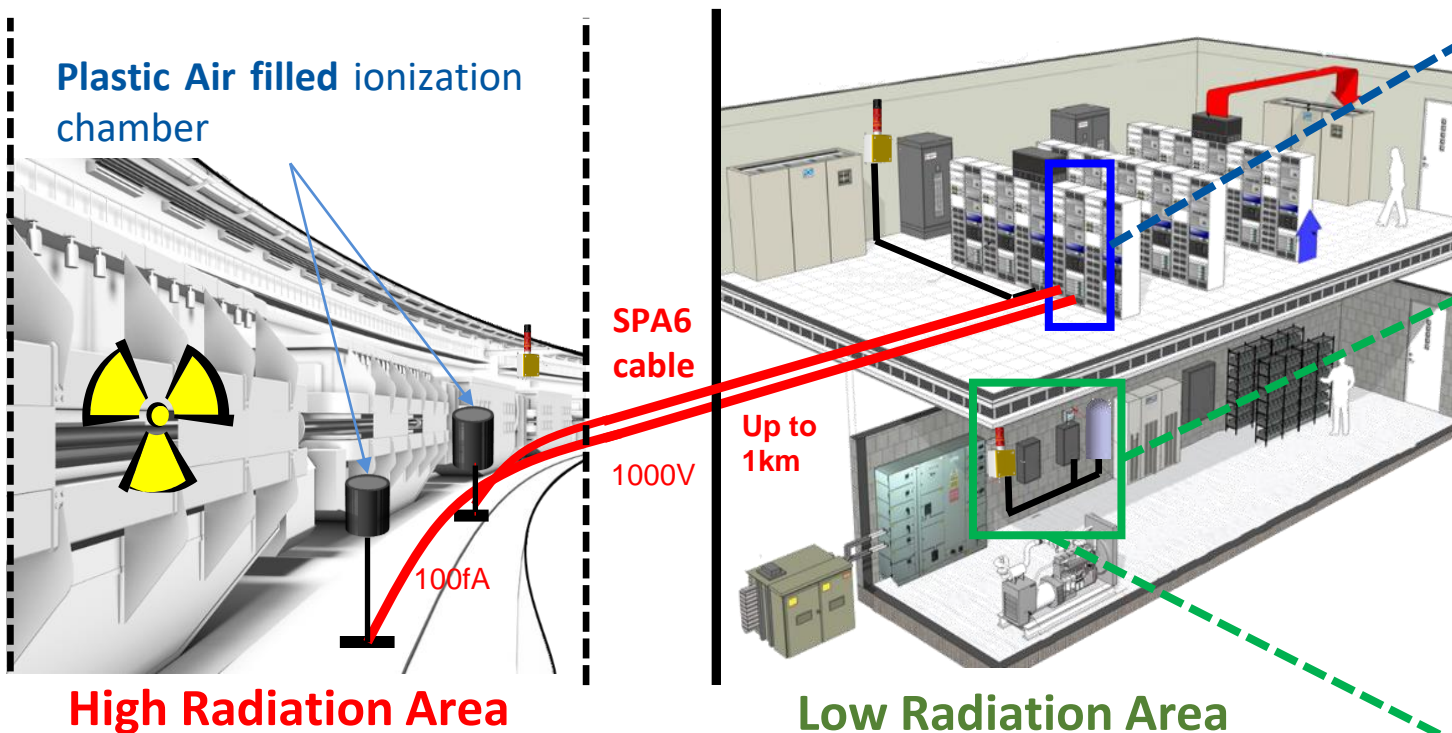 Plastic Air filled ionization
chamber
SPA6
cable
1000V
100fA
Up to
1km
High Radiation Area
Low Radiation Area